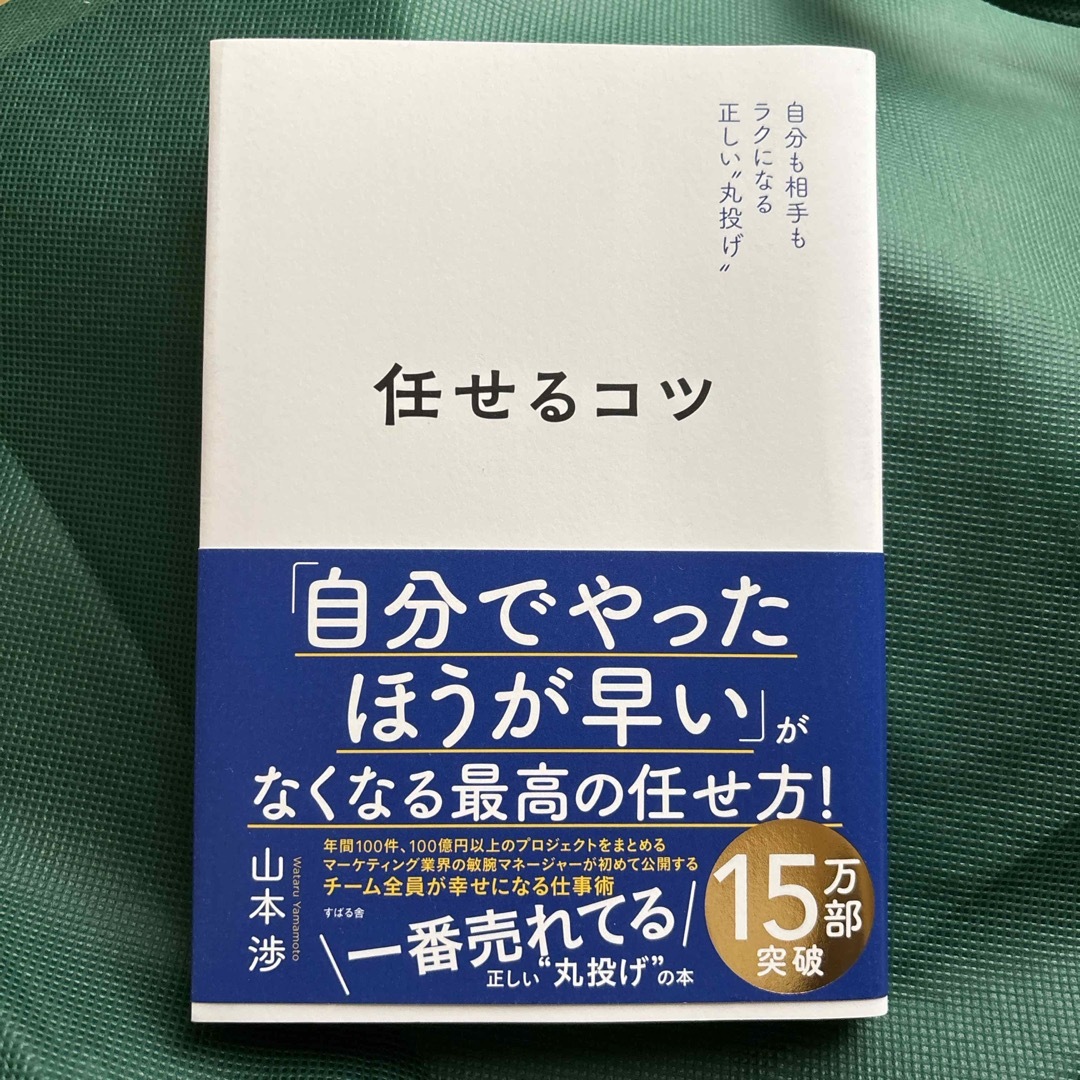 自分も相手も
ラクになる
正しい“丸投げ”
任せるコツ
「自分でやった
ほうが早い」が
なくなる最高の任せ方!
年間100件、100億円以上のプロジェクトをまとめる
マーケティング業界の敏腕マネージャーが初めて公開する
チーム全員が幸せになる仕事術
山本 渉
Wataru Yamamoto
すばる舎
\一番売れてる/
正しい“丸投げ”の本
15万部
突破